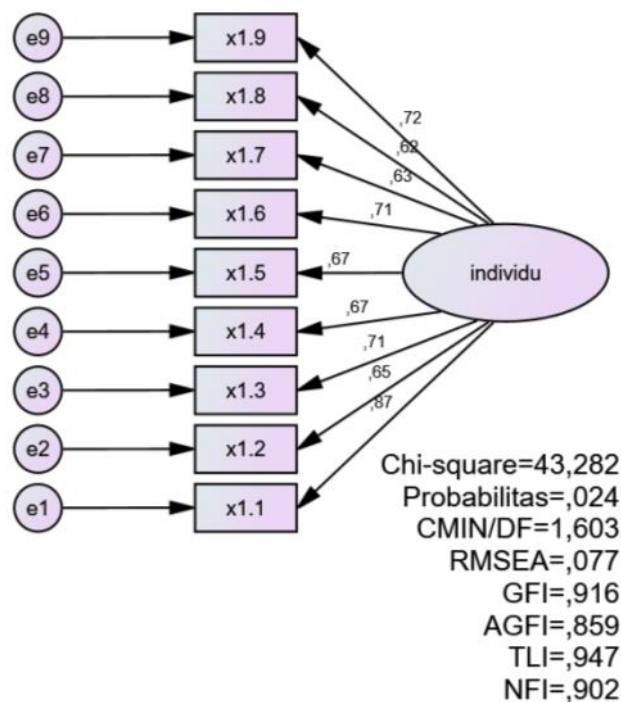 e9
x1.9
e8
x1.8
,72
e7
x1.7
,62
,63
e6
x1.6
,71
e5
x1.5
,67
individu
e4
x1.4
,67
e3
x1.3
,71
,65
e2
x1.2
,87
e1
x1.1
Chi-square=43,282
Probabilitas=,024
CMIN/DF=1,603
RMSEA=,077
GFI=,916
AGFI=,859
TLI=,947
NFI=,902